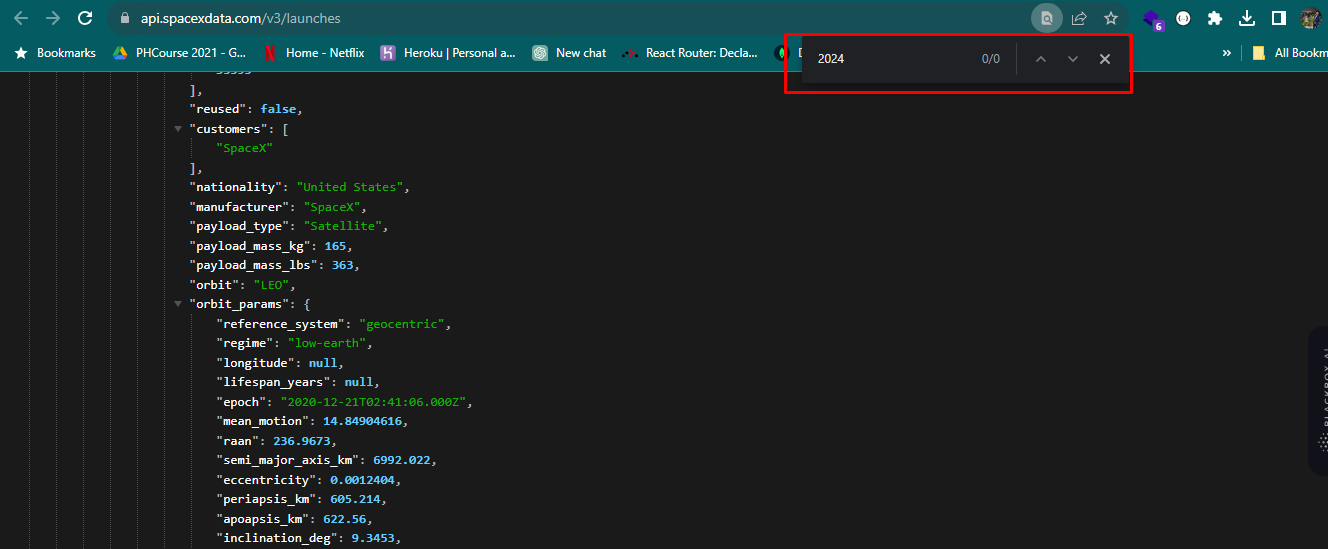 api.spacexdata.com/v3/launches
6
Bookmarks PHCourse 2021 - G... Home - Netflix Heroku | Personal a... New chat React Router: Decla... D » All Bookm
2024 0/0
],
"reused": false,
"customers": [
"SpaceX"
],
"nationality": "United States",
"manufacturer": "SpaceX",
"payload_type": "Satellite",
"payload_mass_kg": 165,
"payload_mass_lbs": 363,
"orbit": "LEO",
"orbit_params": {
"reference_system": "geocentric",
"regime": "low-earth",
"longitude": null,
"lifespan_years": null,
"epoch": "2020-12-21T02:41:06.000Z",
"mean_motion": 14.84904616,
"raan": 236.9673,
"semi_major_axis_km": 6992.022,
"eccentricity": 0.0012404,
"periapsis_km": 605.214,
"apoapsis_km": 622.56,
"inclination_deg": 9.3453,
BLACKBOX AI